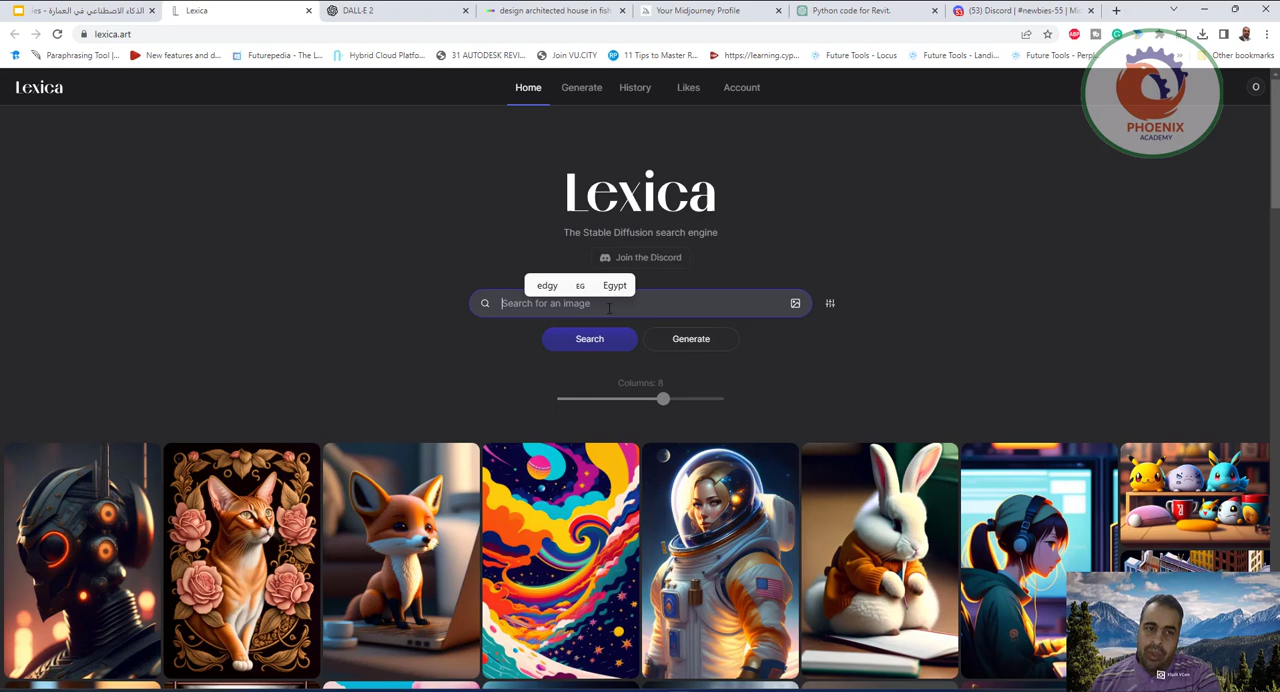 الذكاء الاصطناعي في العمارة - ies
Lexica
DALL·E 2
design architected house in fish
Your Midjourney Profile
Python code for Revit.
(53) Discord | #newbies-55 | Mid
lexica.art
Paraphrasing Tool |...
New features and d...
Futurepedia - The L...
Hybrid Cloud Platfo...
31 AUTODESK REVI...
Join VU.CITY
11 Tips to Master R...
https://learning.cyp...
Future Tools - Locus
Future Tools - Landi...
Future Tools - Perpl...
Other bookmarks
Lexica
Home
Generate
History
Likes
Account
O
PHOENIX
ACADEMY
Lexica
The Stable Diffusion search engine
Join the Discord
edgy
EG
Egypt
Search for an image
Search
Generate
Columns: 8